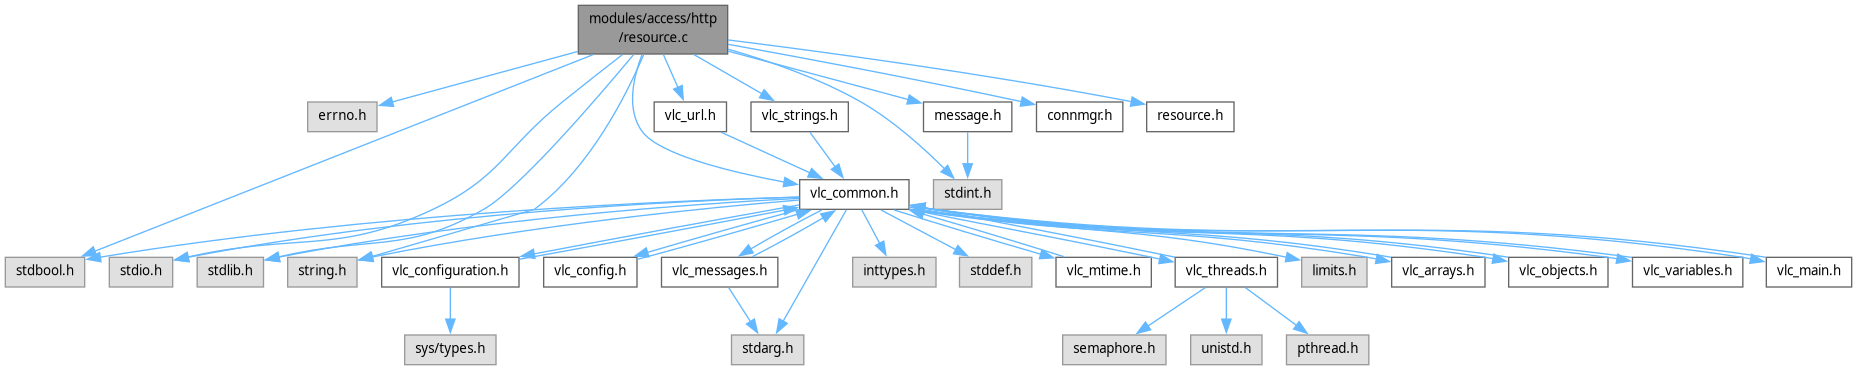 modules/access/http
/resource.c
errno.h
vlc_url.h
vlc_strings.h
message.h
connmgr.h
resource.h
vlc_common.h
stdint.h
stdbool.h
stdio.h
stdlib.h
string.h
vlc_configuration.h
vlc_config.h
vlc_messages.h
inttypes.h
stddef.h
vlc_mtime.h
vlc_threads.h
limits.h
vlc_arrays.h
vlc_objects.h
vlc_variables.h
vlc_main.h
sys/types.h
stdarg.h
semaphore.h
unistd.h
pthread.h